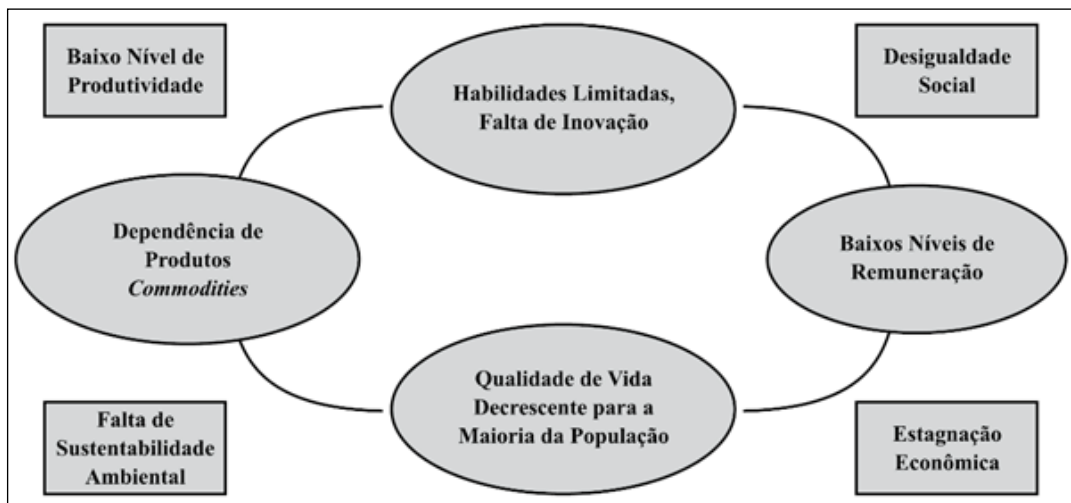 Baixo Nível de
Produtividade
Habilidades Limitadas,
Falta de Inovação
Desigualdade
Social
Dependência de
Produtos
Commodities
Baixos Níveis de
Remuneração
Falta de
Sustentabilidade
Ambiental
Qualidade de Vida
Decrescente para a
Maioria da População
Estagnação
Econômica